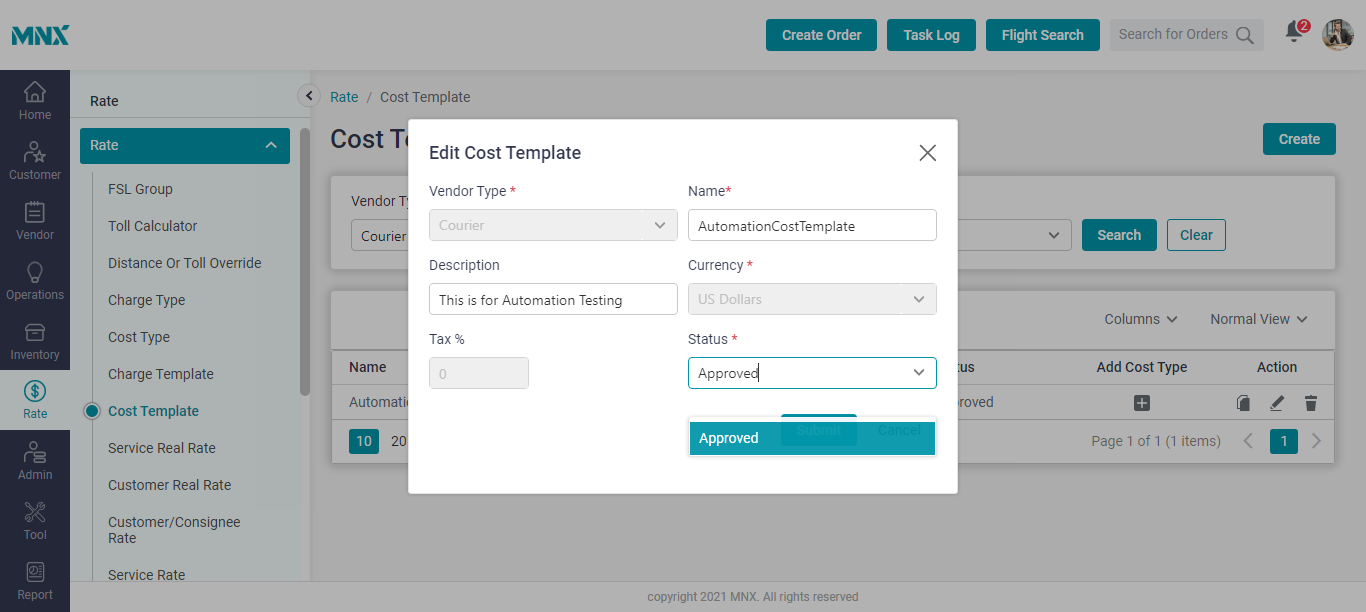 MNX
Create Order
Task Log
Flight Search
Search for Orders
2
Home
Customer
Vendor
Operations
Inventory
Rate
Admin
Tool
Report
Rate
Rate
FSL Group
Toll Calculator
Distance Or Toll Override
Charge Type
Cost Type
Charge Template
Cost Template
Service Real Rate
Customer Real Rate
Customer/Consignee
Rate
Service Rate
Rate / Cost Template
Cost T
Create
Vendor Ty
Courier
Search
Clear
Columns
Normal View
Name
tus
Add Cost Type
Action
Automati
roved
10 20
Page 1 of 1 (1 items)
1
Edit Cost Template
Vendor Type *
Name*
Courier
AutomationCostTemplate
Description
Currency *
This is for Automation Testing
US Dollars
Tax %
Status *
0
Approved
Submit
Cancel
Approved
copyright 2021 MNX. All rights reserved